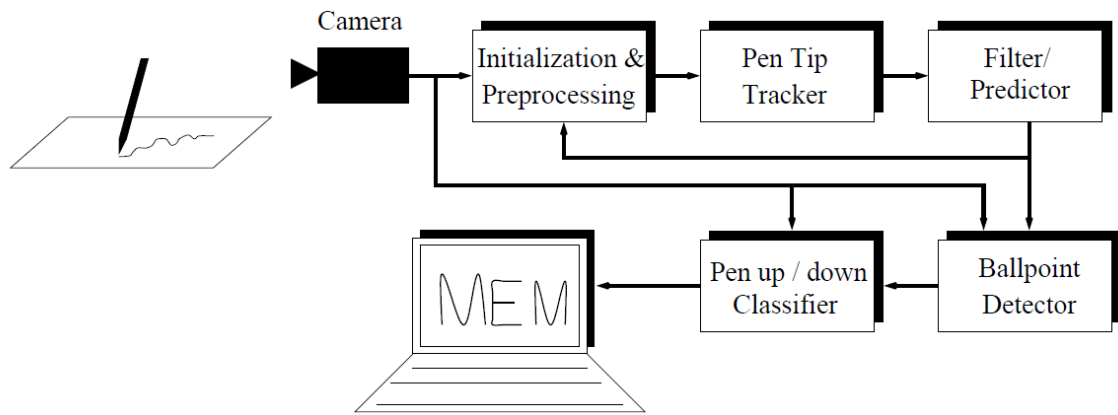 Camera
Initialization &
Preprocessing
Pen Tip
Tracker
Filter/
Predictor
MEM
Pen up / down
Classifier
Ballpoint
Detector